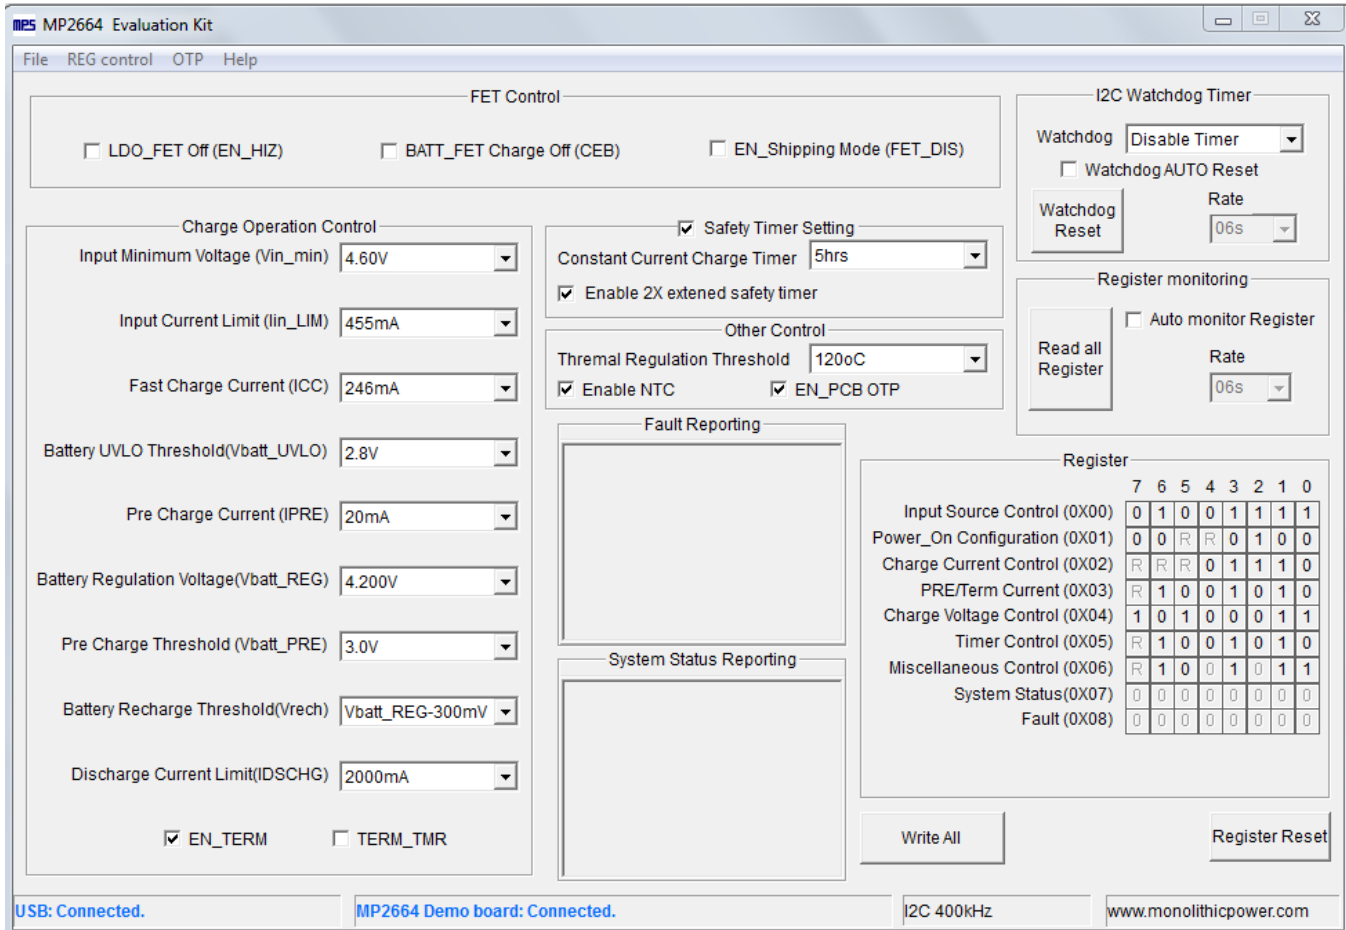 mps MP2664 Evaluation Kit
File REG control OTP Help
FET Control
LDO_FET Off (EN_HIZ) BATT_FET Charge Off (CEB) EN_Shipping Mode (FET_DIS)
I2C Watchdog Timer
Watchdog Disable Timer
Watchdog AUTO Reset
Watchdog Reset
Rate
06s
Charge Operation Control
Input Minimum Voltage (Vin_min) 4.60V
Input Current Limit (Iin_LIM) 455mA
Fast Charge Current (ICC) 246mA
Battery UVLO Threshold(Vbatt_UVLO) 2.8V
Pre Charge Current (IPRE) 20mA
Battery Regulation Voltage(Vbatt_REG) 4.200V
Pre Charge Threshold (Vbatt_PRE) 3.0V
Battery Recharge Threshold(Vrech) Vbatt_REG-300mV
Discharge Current Limit(IDSCHG) 2000mA
EN_TERM TERM_TMR
Safety Timer Setting
Constant Current Charge Timer 5hrs
Enable 2X extened safety timer
Other Control
Thremal Regulation Threshold 120oC
Enable NTC EN_PCB OTP
Fault Reporting
System Status Reporting
Register monitoring
Auto monitor Register
Read all
Register
Rate
06s
Register
7 6 5 4 3 2 1 0
Input Source Control (0X00) 0 1 0 0 1 1 1 1
Power_On Configuration (0X01) 0 0 R R 0 1 0 0
Charge Current Control (0X02) R R R 0 1 1 1 0
PRE/Term Current (0X03) R 1 0 0 1 0 1 0
Charge Voltage Control (0X04) 1 0 1 0 0 0 1 1
Timer Control (0X05) R 1 0 0 1 0 1 0
Miscellaneous Control (0X06) R 1 0 0 1 0 1 1
System Status(0X07) 0 0 0 0 0 0 0 0
Fault (0X08) 0 0 0 0 0 0 0 0
Write All Register Reset
USB: Connected. MP2664 Demo board: Connected. I2C 400kHz www.monolithicpower.com